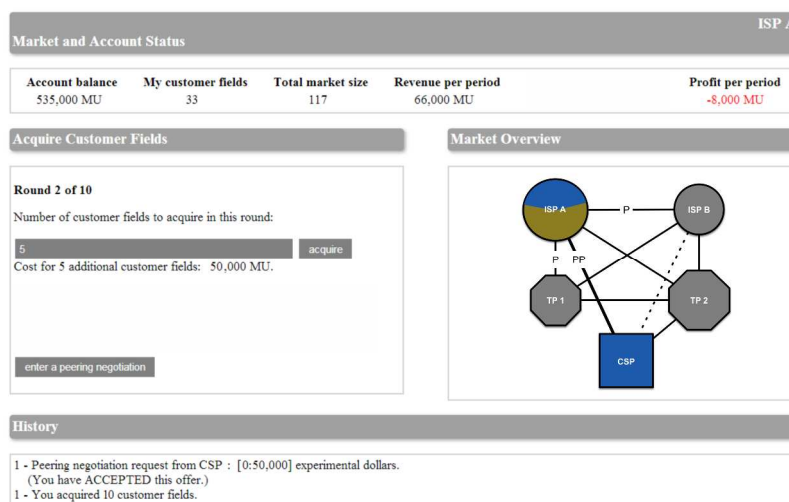 ISP A
Market and Account Status
Account balance My customer fields Total market size Revenue per period Profit per period
535,000 MU 33 117 66,000 MU -8,000 MU
Acquire Customer Fields Market Overview
Round 2 of 10
Number of customer fields to acquire in this round:
5 acquire
Cost for 5 additional customer fields: 50,000 MU.
enter a peering negotiation
ISP A P ISP B
P PP
TP 1 TP 2
CSP
History
1 - Peering negotiation request from CSP : [0:50,000] experimental dollars.
(You have ACCEPTED this offer.)
1 - You acquired 10 customer fields.